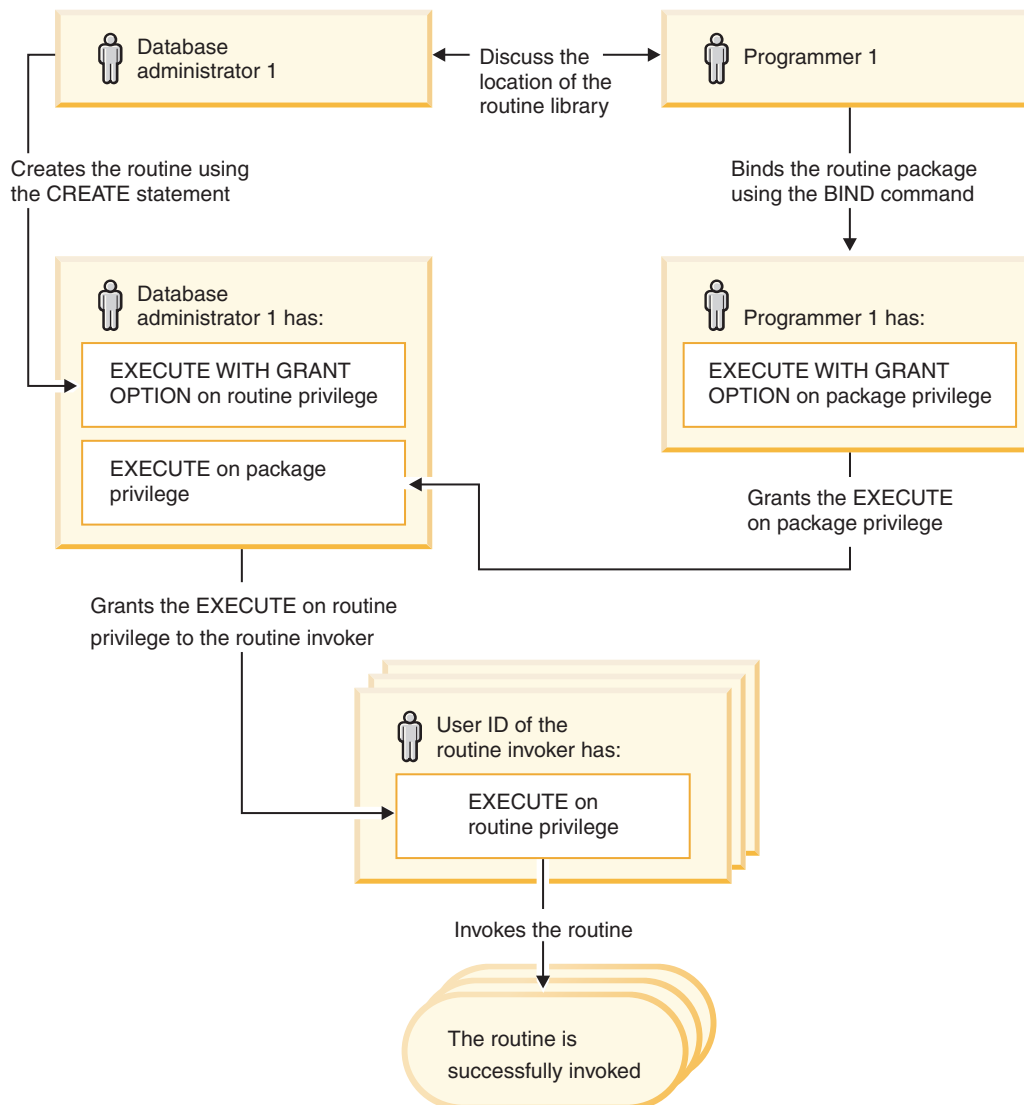 Database
administrator 1
Discuss the
location of the
routine library
Programmer 1
Creates the routine using
the CREATE statement
Binds the routine package
using the BIND command
Database
administrator 1 has:
EXECUTE WITH GRANT
OPTION on routine privilege
EXECUTE on package
privilege
Programmer 1 has:
EXECUTE WITH GRANT
OPTION on package privilege
Grants the EXECUTE
on package privilege
Grants the EXECUTE on routine
privilege to the routine invoker
User ID of the
routine invoker has:
EXECUTE on
routine privilege
Invokes the routine
The routine is
successfully invoked